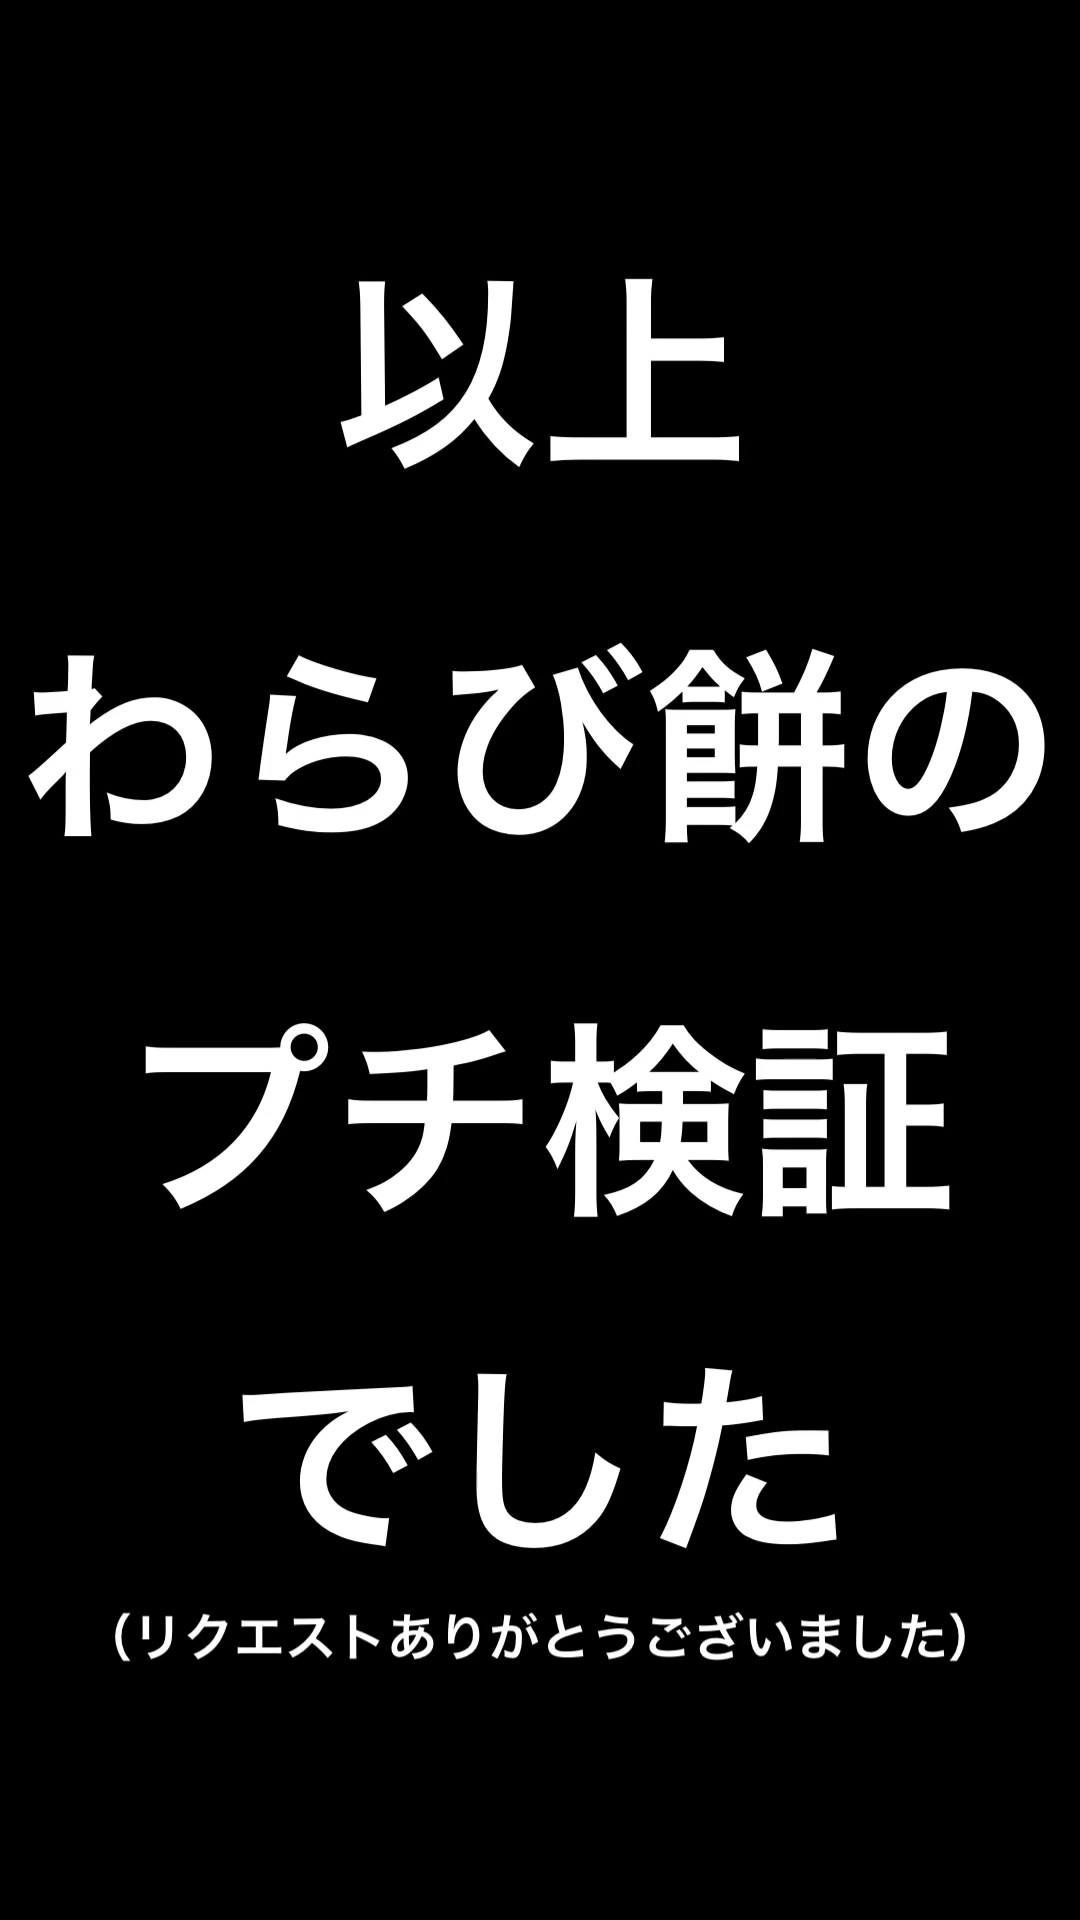 以上
わらび餅の
プチ検証
でした
（リクエストありがとうございました）